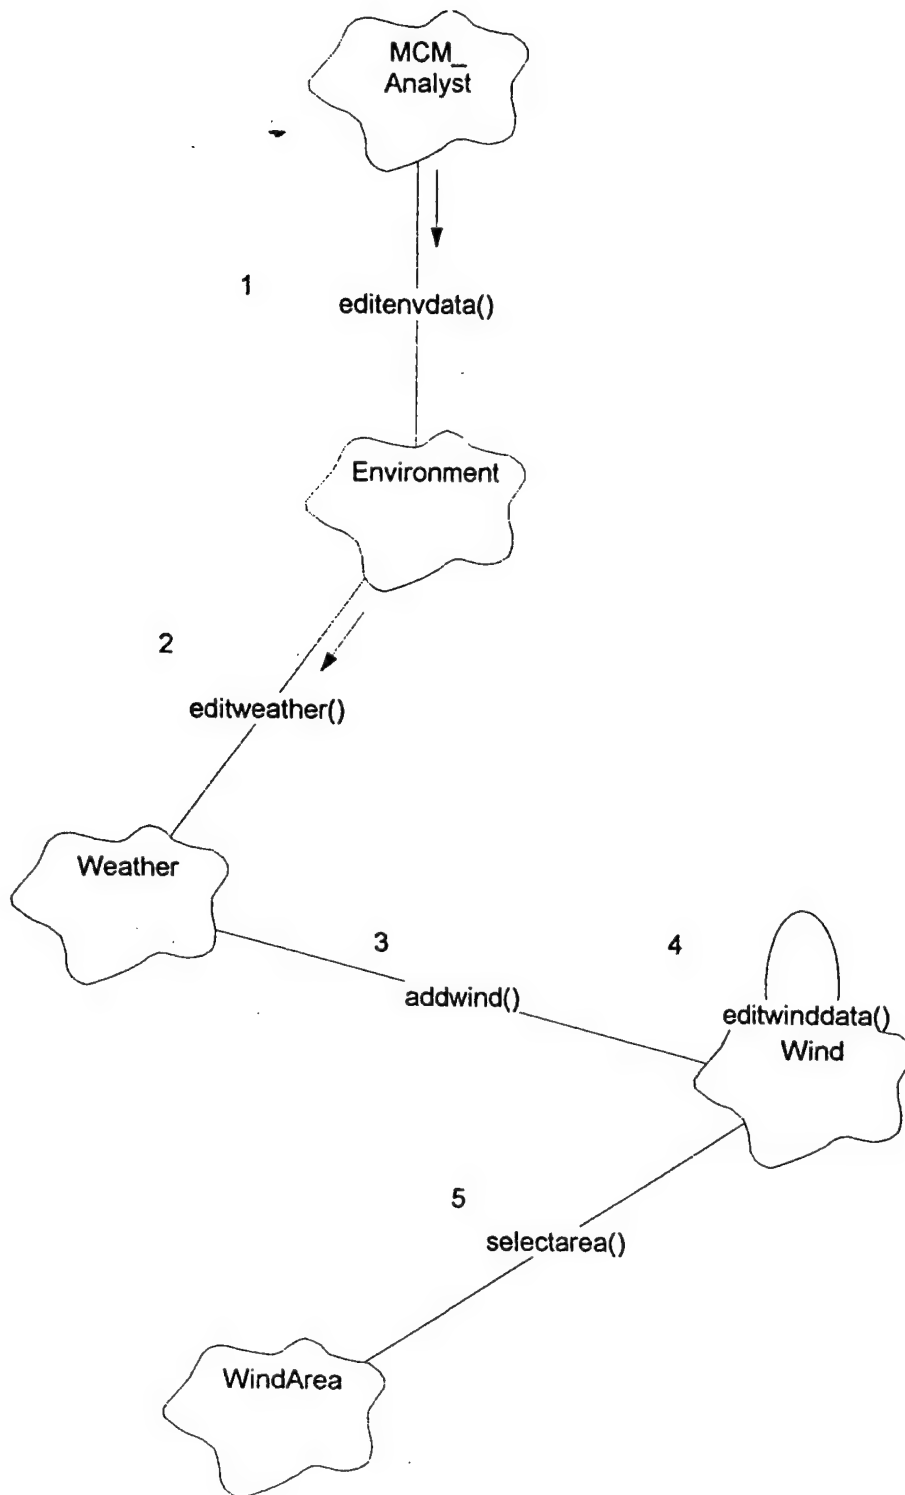 MCM_
Analyst
1
editenvdata()
Environment
2
editweather()
Weather
3
4
addwind()
editwinddata()
Wind
5
selectarea()
WindArea